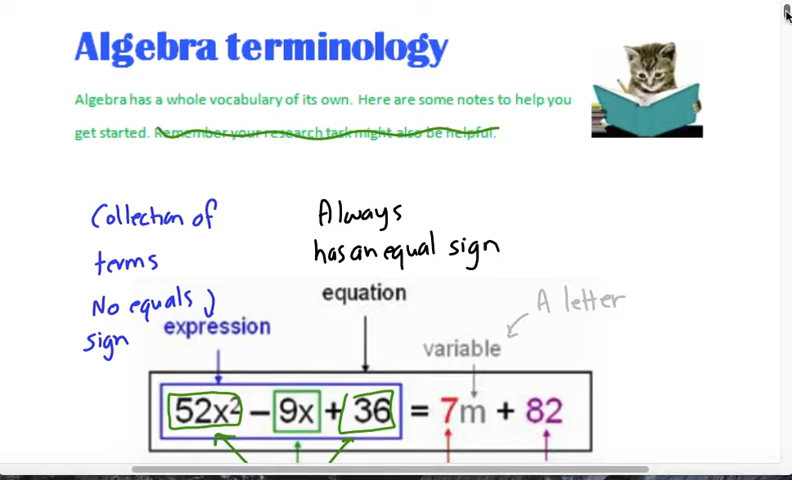 Algebra terminology
Algebra has a whole vocabulary of its own. Here are some notes to help you
get started. Remember your research task might also be helpful.
Collection of
terms
No equals
sign
Always
has an equal sign
equation
A letter
expression
variable
52x² – 9x + 36 = 7m + 82